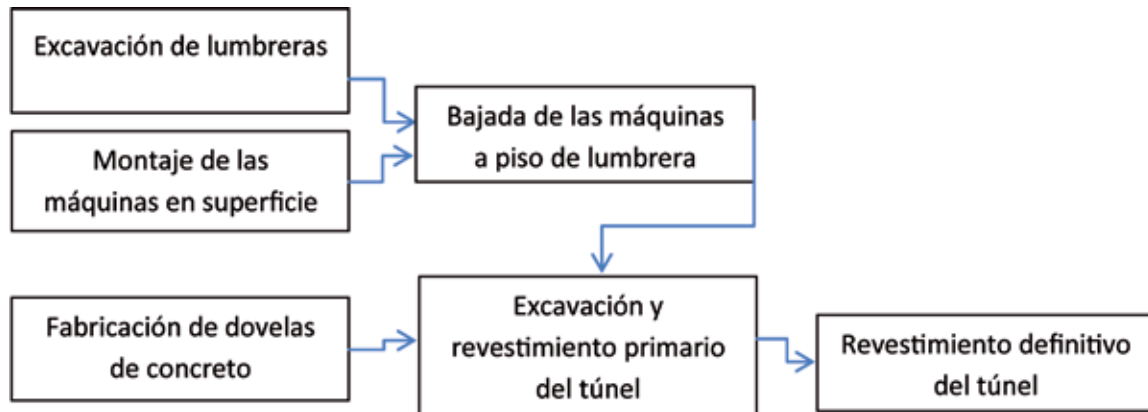 Excavación de lumbreras
Montaje de las
máquinas en superficie
Bajada de las máquinas
a piso de lumbrera
Fabricación de dovelas
de concreto
Excavación y
revestimiento primario
del túnel
Revestimiento definitivo
del túnel